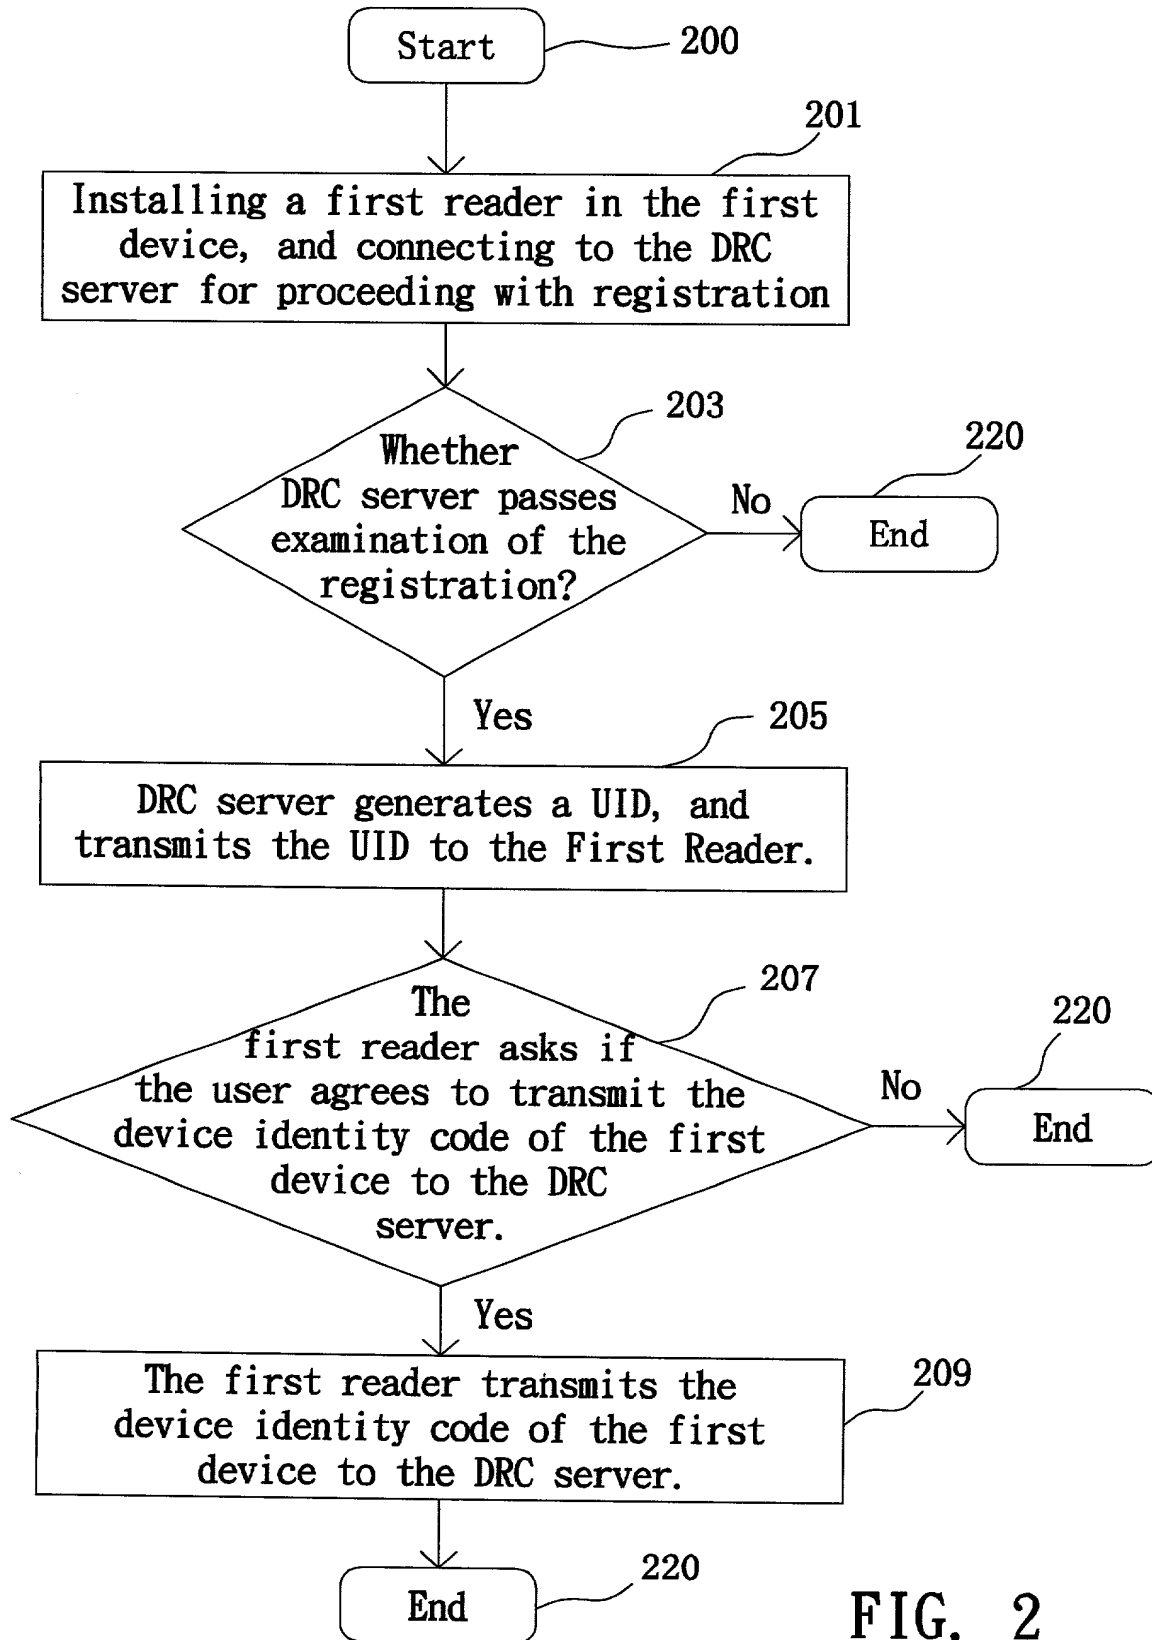 Start
200
201
Installing a first reader in the first
device, and connecting to the DRC
server for proceeding with registration
203
Whether
DRC server passes
examination of the
registration?
No
220
End
Yes
205
DRC server generates a UID, and
transmits the UID to the First Reader.
207
The
first reader asks if
the user agrees to transmit the
device identity code of the first
device to the DRC
server.
No
220
End
Yes
209
The first reader transmits the
device identity code of the first
device to the DRC server.
End
220
FIG. 2